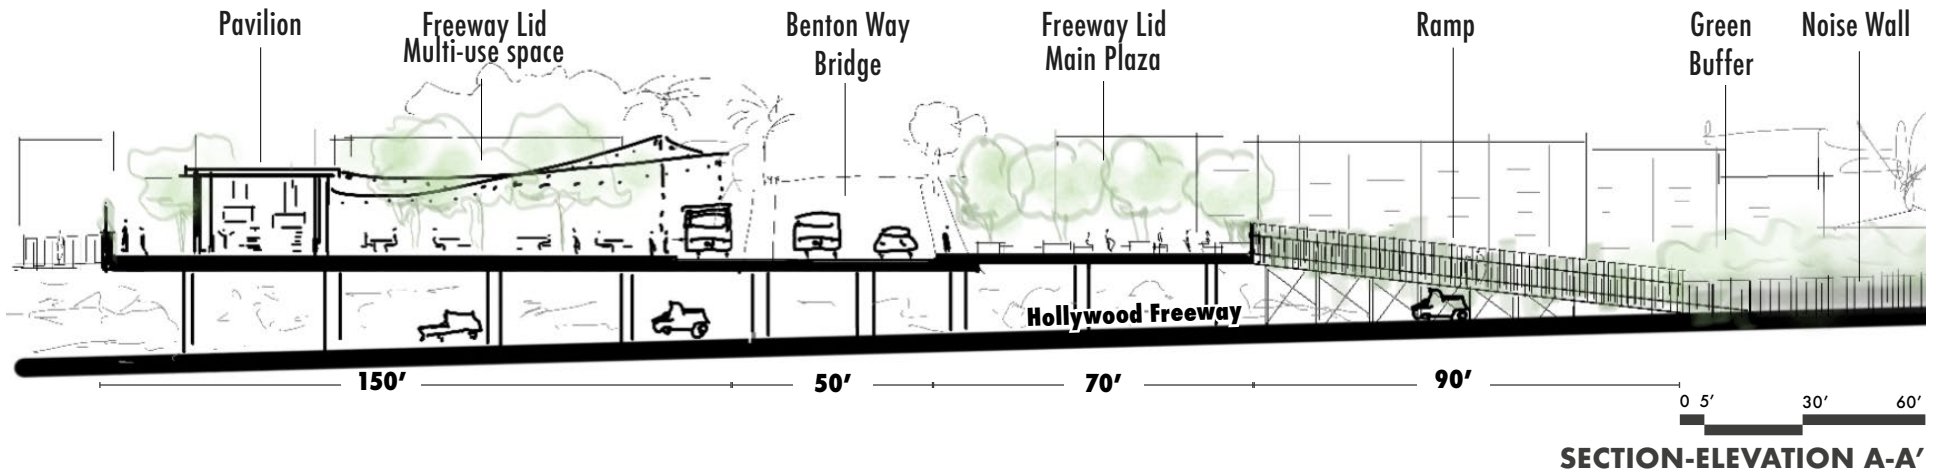 Pavilion
Freeway Lid
Multi-use space
Benton Way
Bridge
Freeway Lid
Main Plaza
Ramp
Green
Buffer
Noise Wall
Hollywood Freeway
150’
50’
70’
90’
0 5’ 30’ 60’
SECTION-ELEVATION A-A’